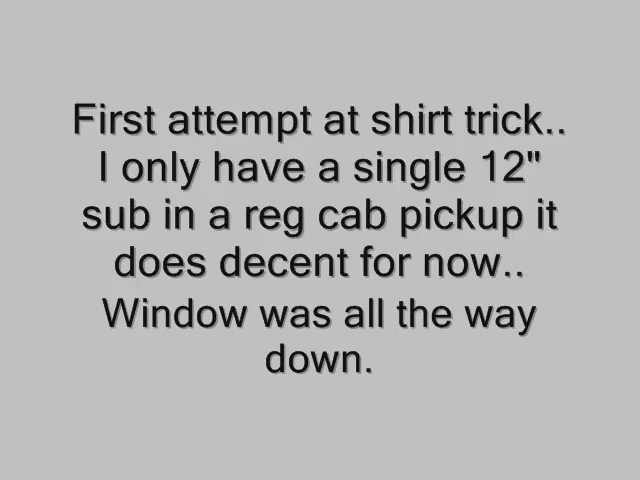 First attempt at shirt trick..
I only have a single 12"
sub in a reg cab pickup it
does decent for now..
Window was all the way
down.